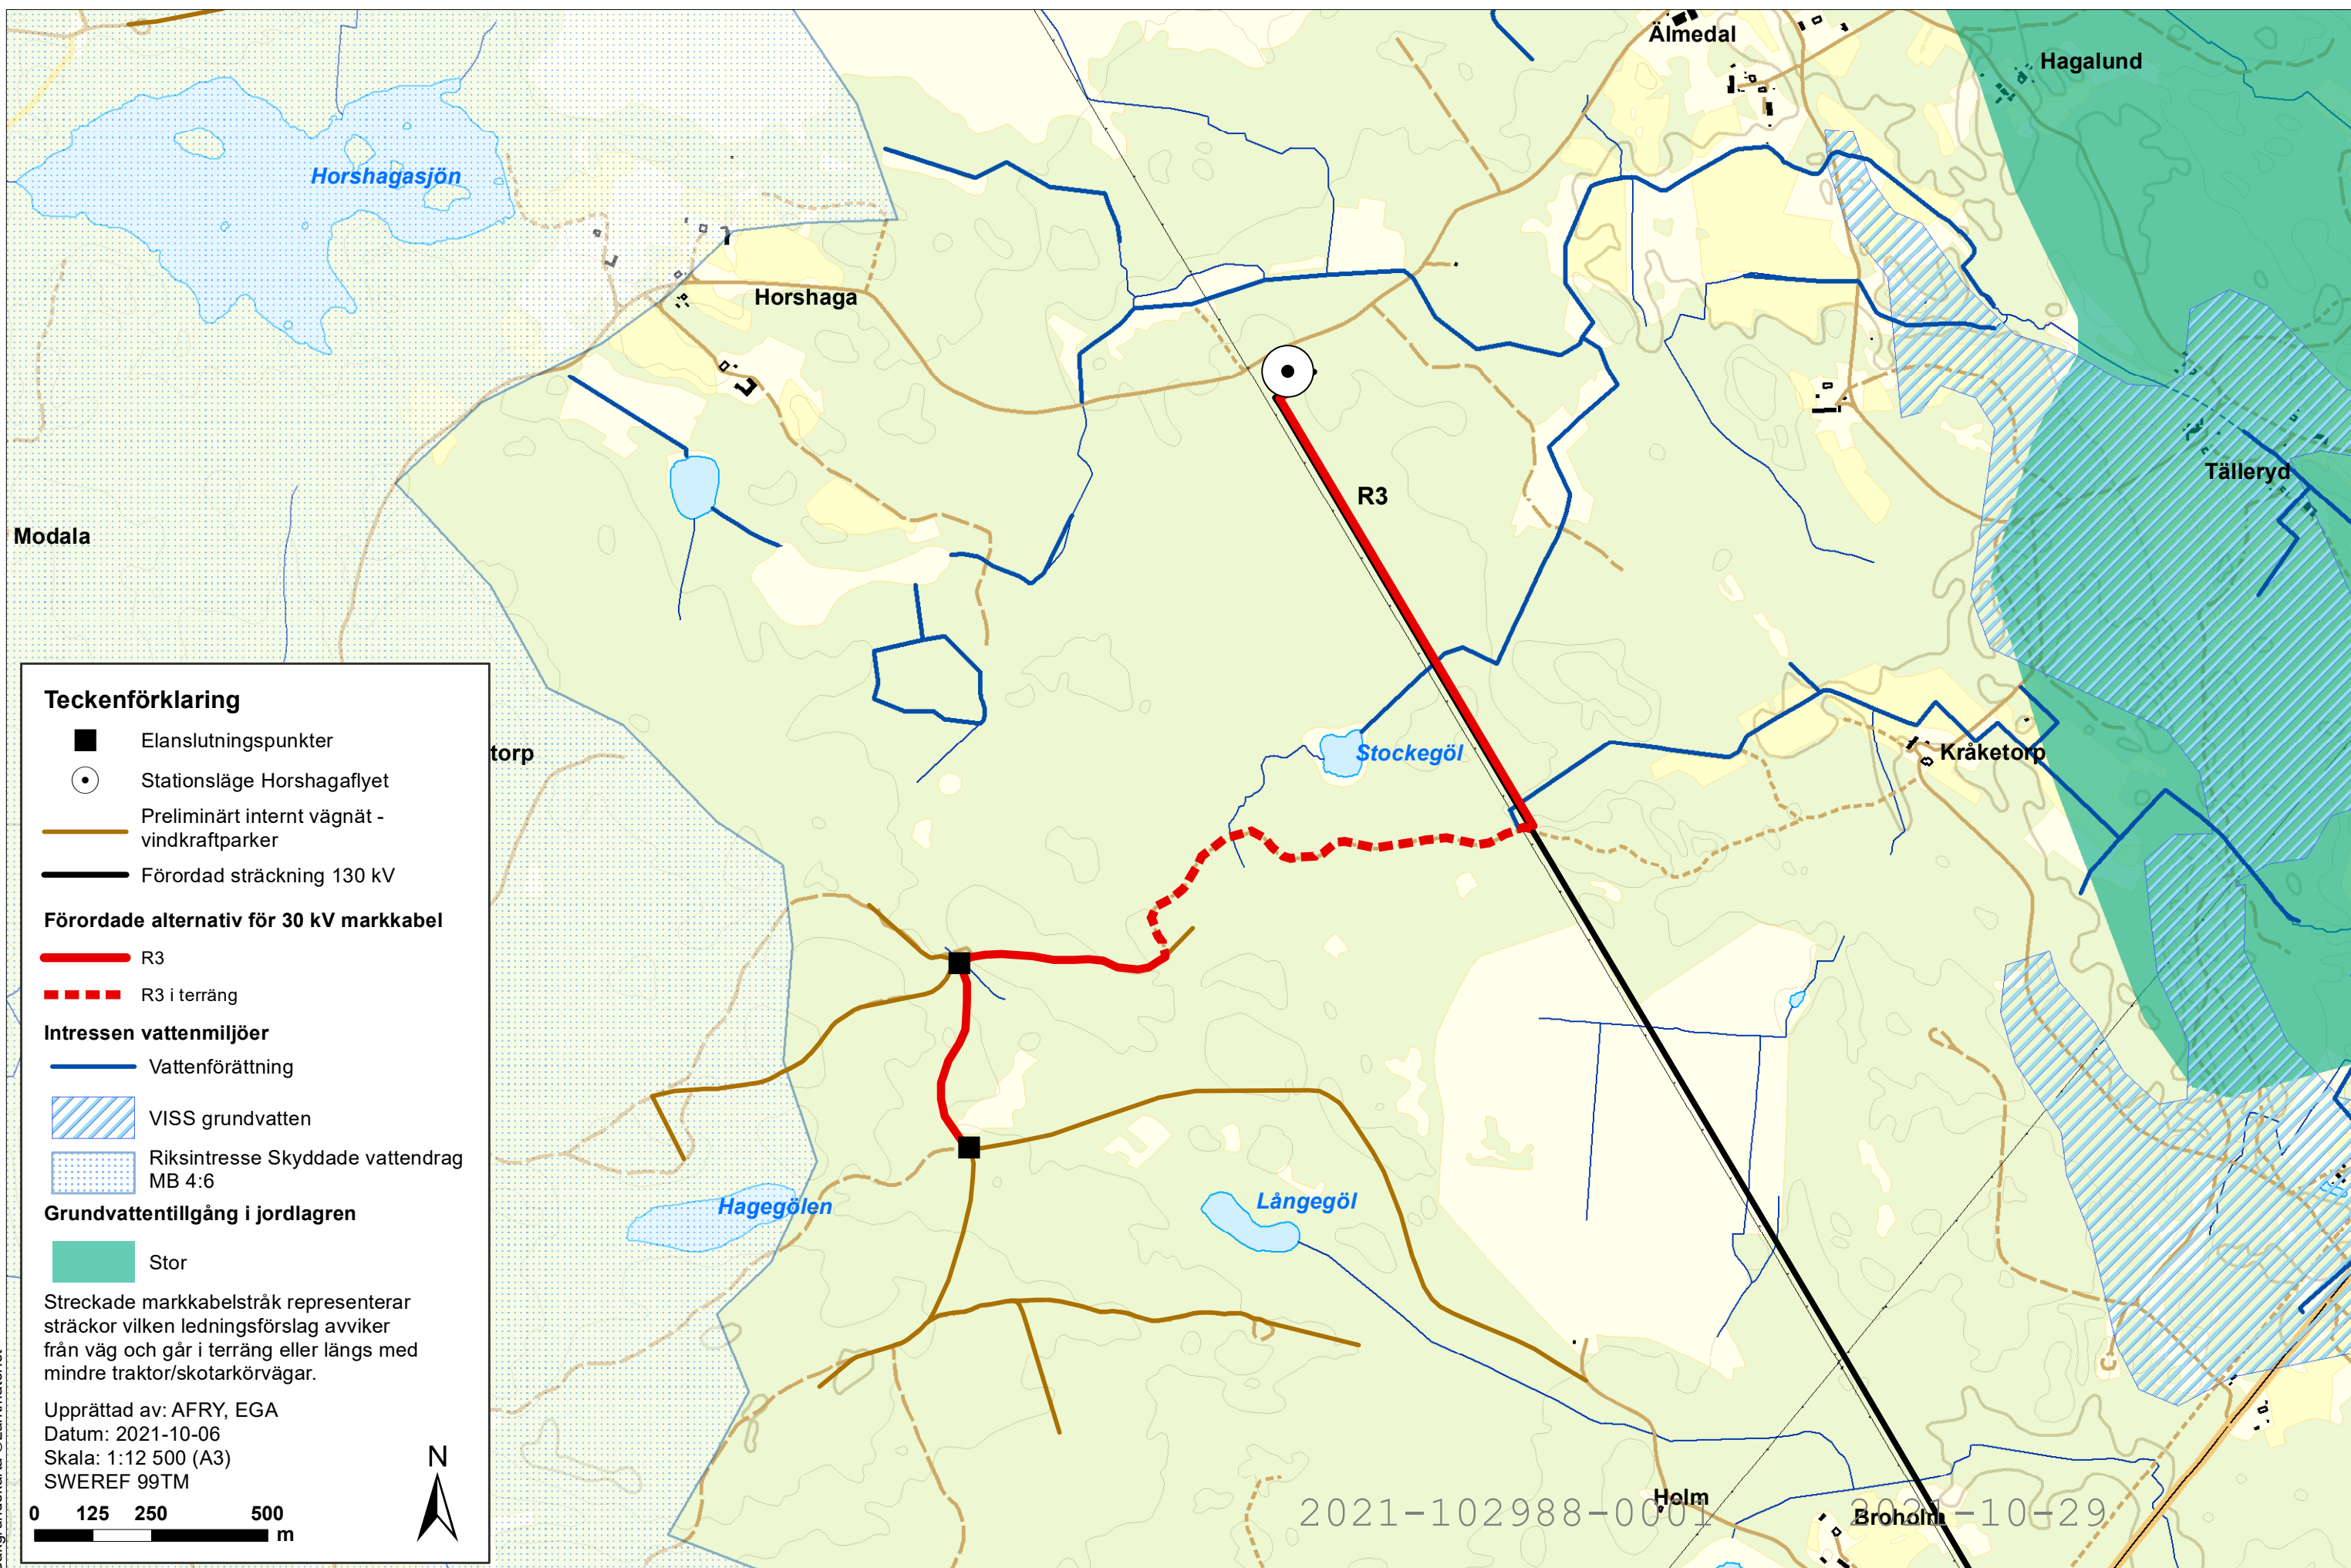 Älmedal
Hagalund
Horshagasjön
Horshaga
Tälleryd
R3
Modala
torp
Stockegöl
Kråketorp
Hagegölen
Långegöl
Holm
Broholm
2021-102988-0001
2021-10-29
Teckenförklaring
Elanslutningspunkter
Stationsläge Horshagaflyet
Preliminärt internt vägnät -
vindkraftparker
Förordad sträckning 130 kV
Förordade alternativ för 30 kV markkabel
R3
R3 i terräng
Intressen vattenmiljöer
Vattenförättning
VISS grundvatten
Riksintresse Skyddade vattendrag
MB 4:6
Grundvattentillgång i jordlagren
Stor
Streckade markkabelstråk representerar
sträckor vilken ledningsförslag avviker
från väg och går i terräng eller längs med
mindre traktor/skotarkörvägar.
Upprättad av: AFRY, EGA
Datum: 2021-10-06
Skala: 1:12 500 (A3)
SWEREF 99TM
N
0 125 250 500
m